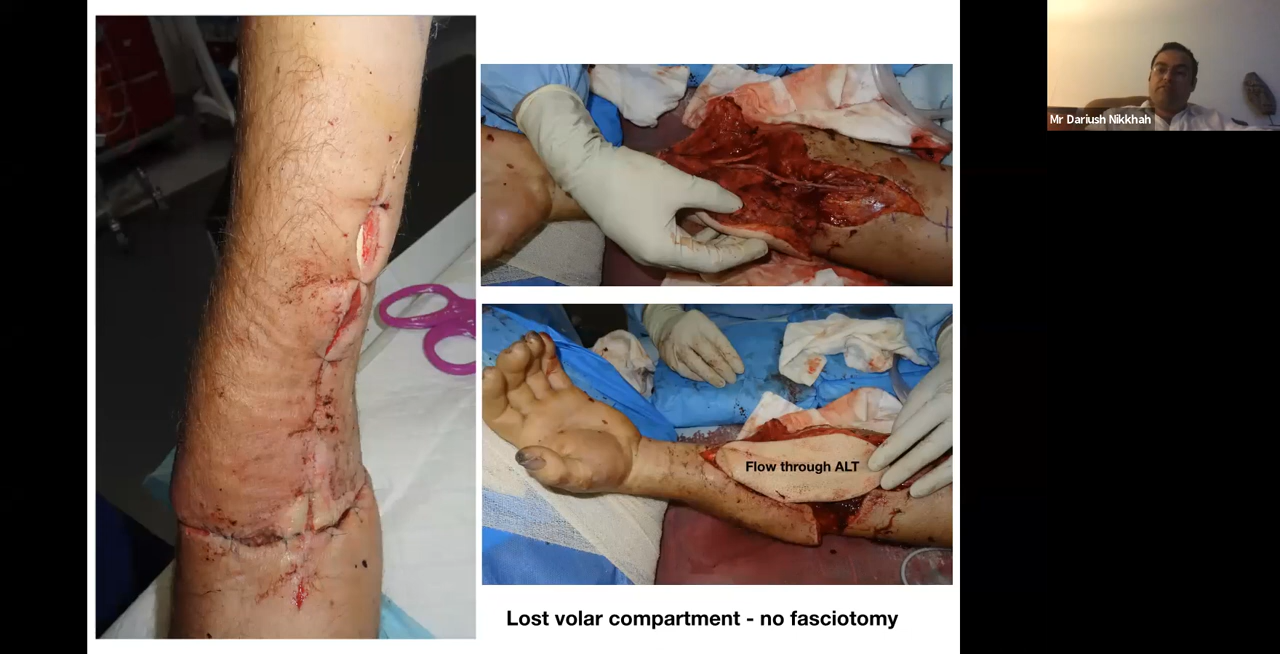 Mr Dariush Nikkhah
Flow through ALT
Lost volar compartment - no fasciotomy